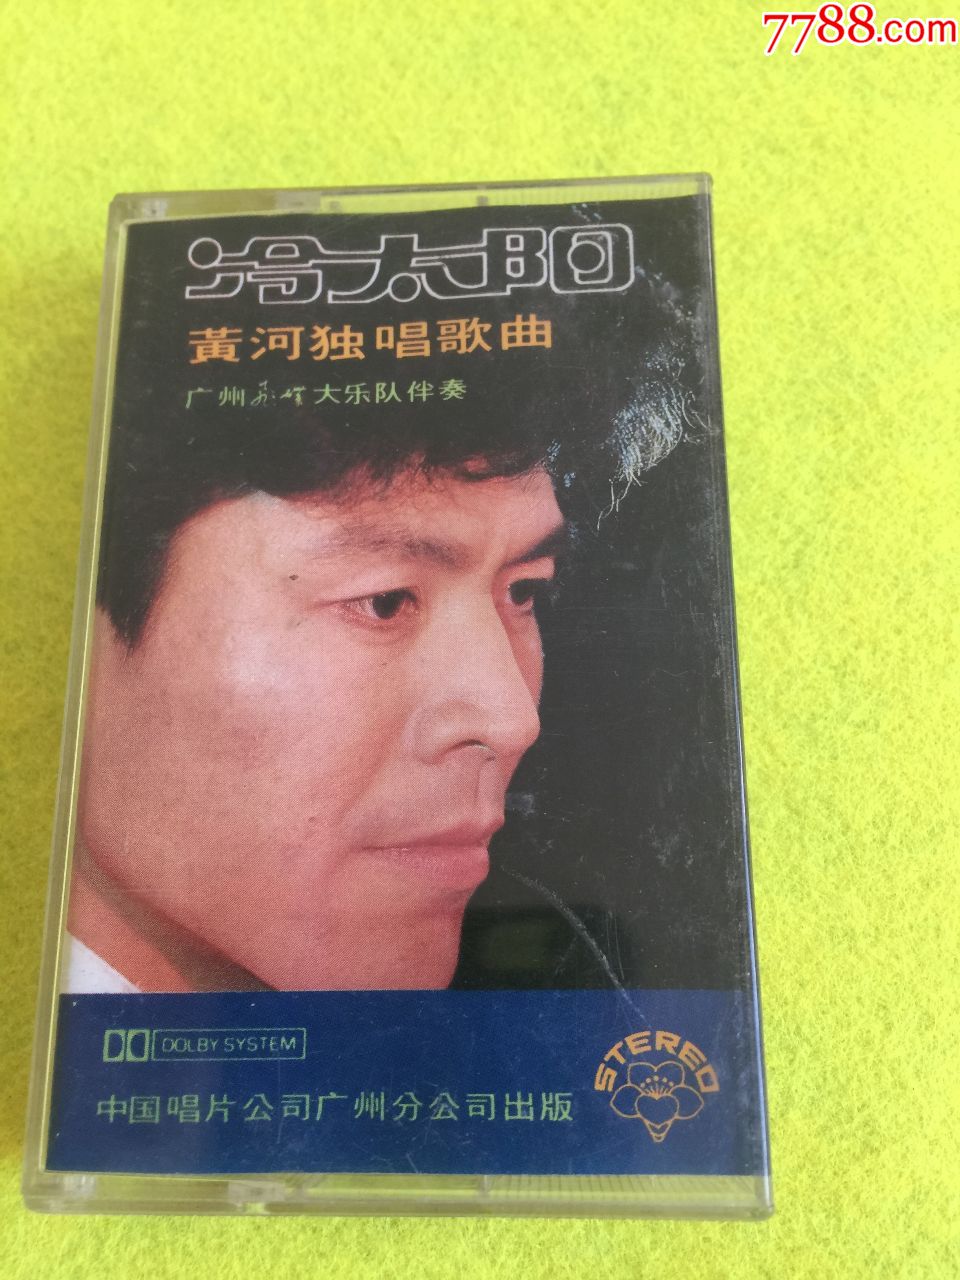 7788.com
冷太阳
黃河独唱歌曲
广州 大乐队伴奏
DOLBY SYSTEM
STEREO
中国唱片公司广州分公司出版